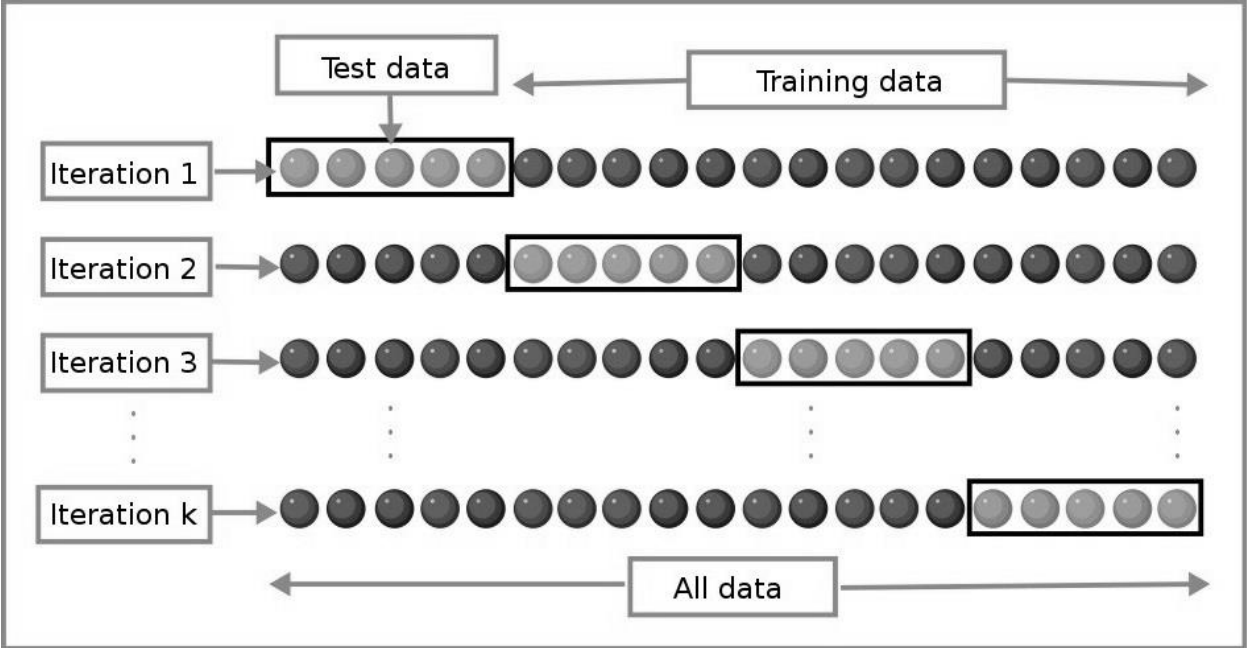 Test data
Training data
Iteration 1
Iteration 2
Iteration 3
Iteration k
All data